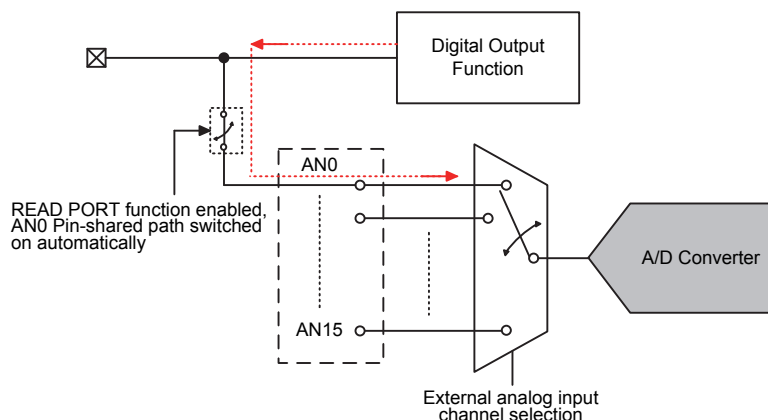 Digital Output
Function
AN0
READ PORT function enabled,
AN0 Pin-shared path switched
on automatically
A/D Converter
AN15
External analog input
channel selection